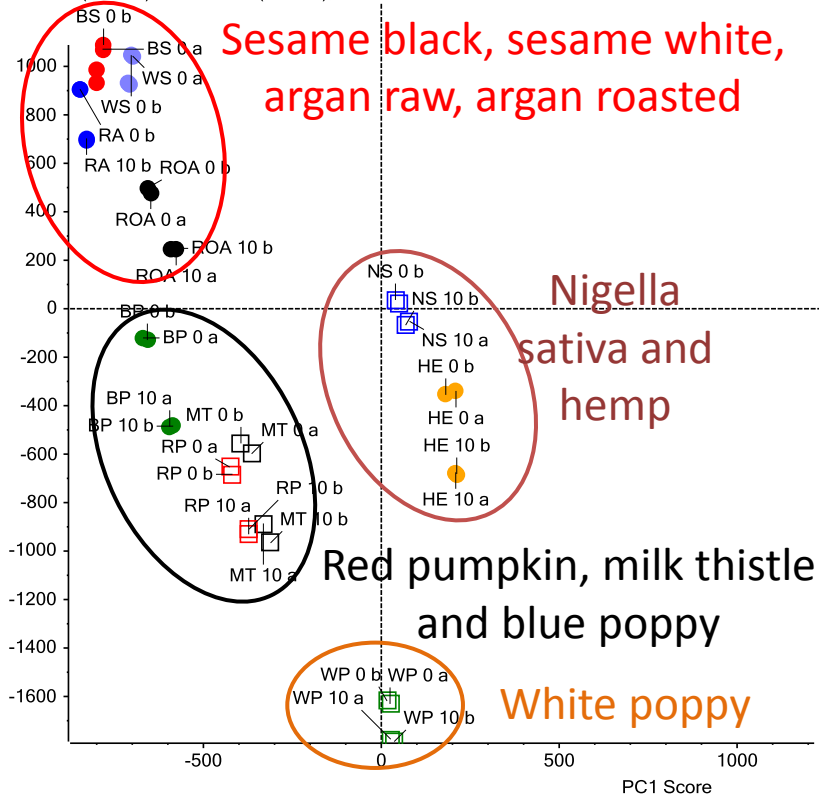 BS 0 b
BS 0 a
Sesame black, sesame white,
argan raw, argan roasted
WS 0 a
WS 0 b
RA 0 b
RA 10 b
ROA 0 b
ROA 0 a
ROA 10 b
ROA 10 a
1000
800
600
400
200
0
-200
-400
-600
-800
-1000
-1200
-1400
-1600
NS 0 b
NS 10 b
NS 10 a
Nigella
sativa and
hemp
HE 0 b
HE 0 a
HE 10 b
HE 10 a
BP 0 b
BP 0 a
BP 10 a
BP 10 b
MT 0 b
MT 0 a
RP 0 a
RP 0 b
RP 10 b
RP 10 a
MT 10 b
MT 10 a
Red pumpkin, milk thistle
and blue poppy
WP 0 b
WP 0 a
WP 10 a
WP 10 b
White poppy
-500
0
500
1000
PC1 Score